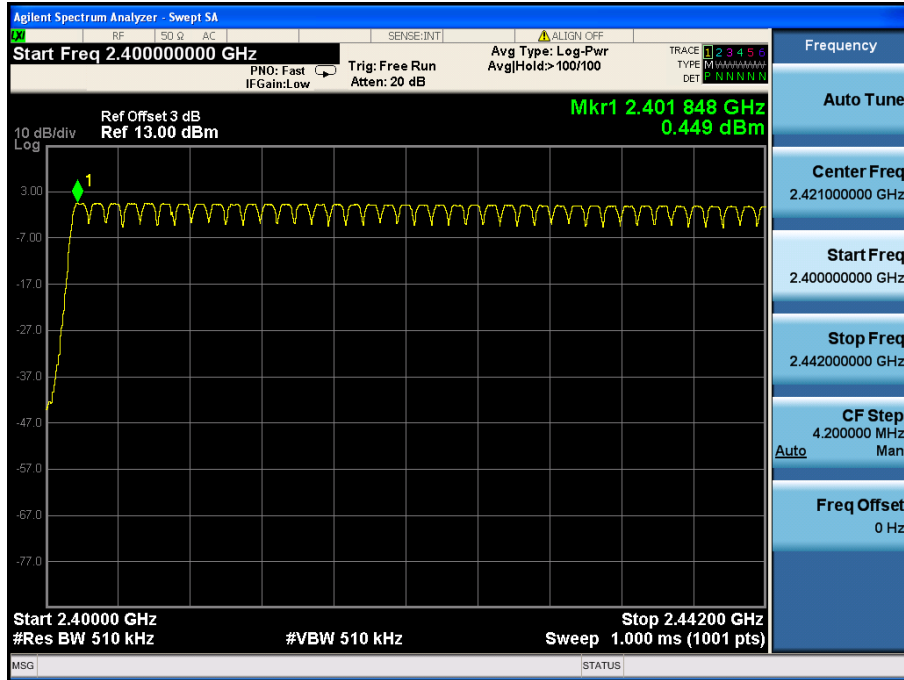 Agilent Spectrum Analyzer - Swept SA
LXI RF 50 Ω AC SENSE:INT ALIGN OFF
Start Freq 2.400000000 GHz
PNO: Fast
IFGain:Low
Trig: Free Run
Atten: 20 dB
Avg Type: Log-Pwr
Avg|Hold:>100/100
TRACE 1 2 3 4 5 6
TYPE M WWWWW
DET P N N N N N
Mkr1 2.401 848 GHz
0.449 dBm
Ref Offset 3 dB
Ref 13.00 dBm
10 dB/div
Log
1
3.00
-7.00
-17.0
-27.0
-37.0
-47.0
-57.0
-67.0
-77.0
Start 2.40000 GHz
Stop 2.44200 GHz
#Res BW 510 kHz
#VBW 510 kHz
Sweep 1.000 ms (1001 pts)
MSG
STATUS
Frequency
Auto Tune
Center Freq
2.421000000 GHz
Start Freq
2.400000000 GHz
Stop Freq
2.442000000 GHz
CF Step
4.200000 MHz
Auto Man
Freq Offset
0 Hz